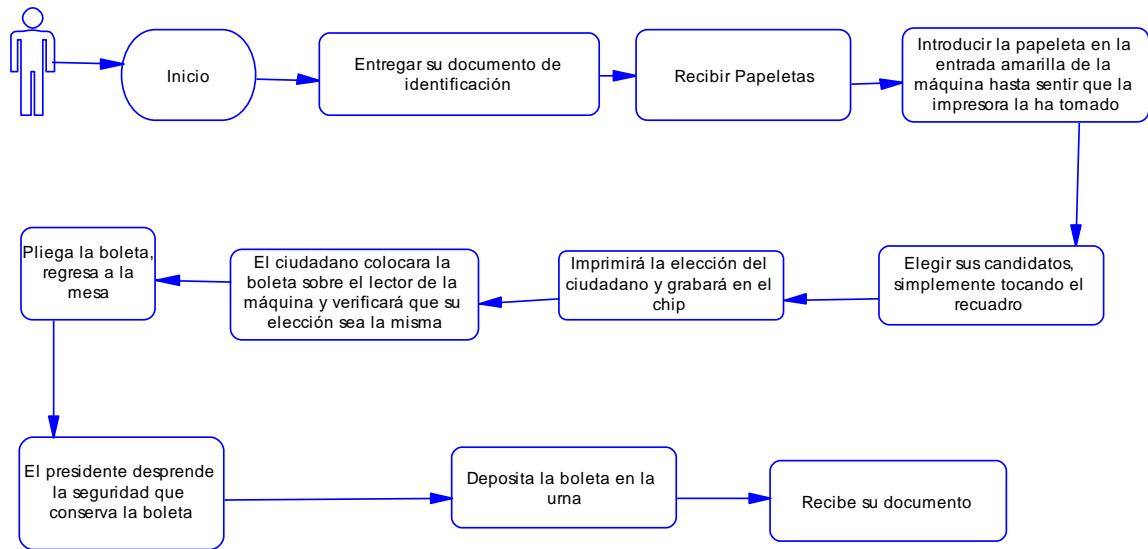 Inicio
Entregar su documento de
identificación
Recibir Papeletas
Introducir la papeleta en la
entrada amarilla de la
máquina hasta sentir que la
impresora la ha tomado
Elegir sus candidatos,
simplemente tocando el
recuadro
Imprimirá la elección del
ciudadano y grabará en el
chip
El ciudadano colocara la
boleta sobre el lector de la
máquina y verificará que su
elección sea la misma
Pliega la boleta,
regresa a la
mesa
El presidente desprende
la seguridad que
conserva la boleta
Deposita la boleta en la
urna
Recibe su documento